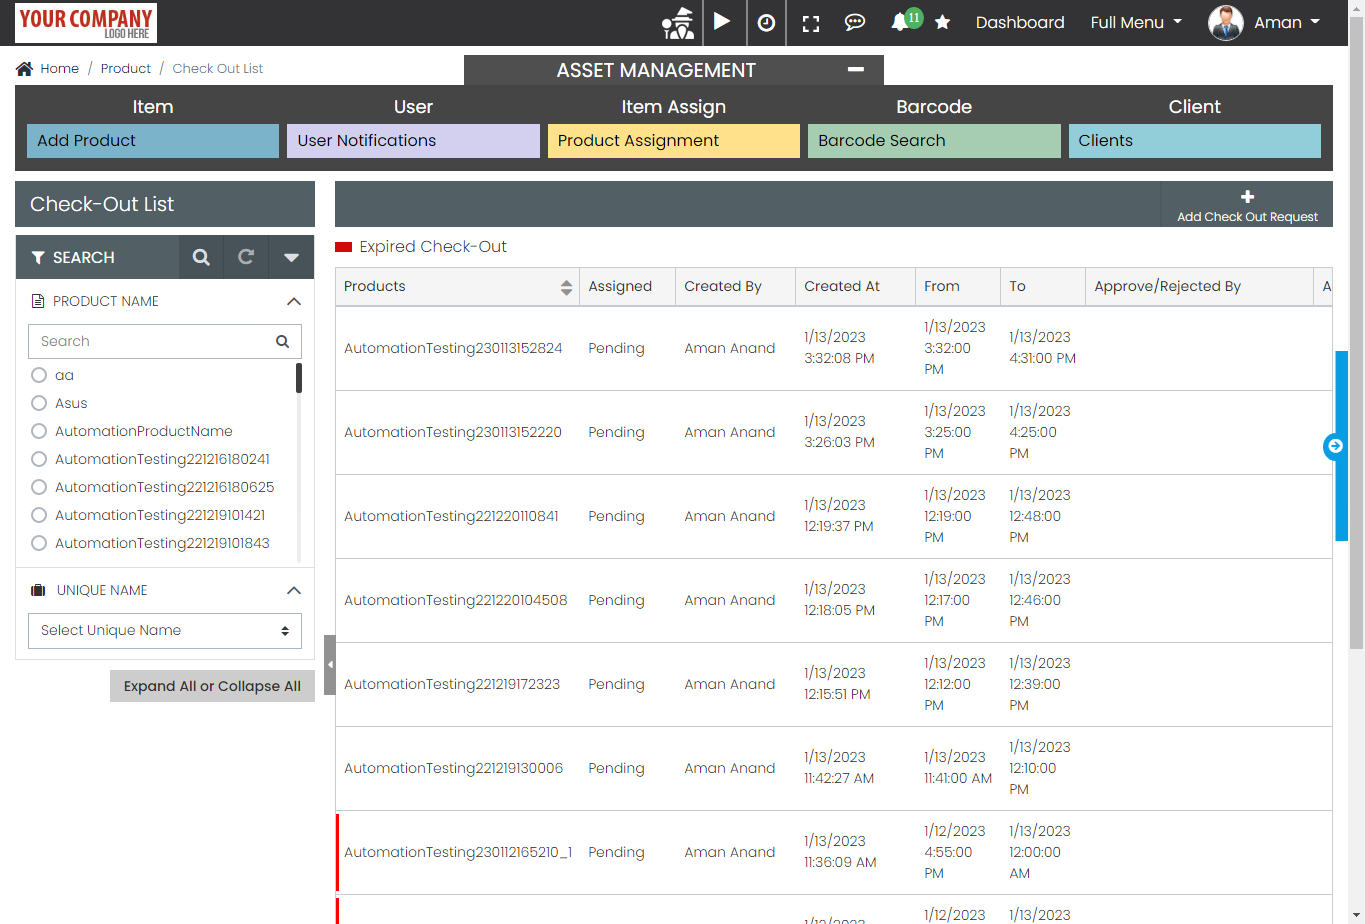 YOUR COMPANY
LOGO HERE
11
Dashboard
Full Menu
Aman
Home / Product / Check Out List
ASSET MANAGEMENT
Item
User
Item Assign
Barcode
Client
Add Product
User Notifications
Product Assignment
Barcode Search
Clients
Check-Out List
Add Check Out Request
SEARCH
PRODUCT NAME
Search
aa
Asus
AutomationProductName
AutomationTesting221216180241
AutomationTesting221216180625
AutomationTesting221219101421
AutomationTesting221219101843
UNIQUE NAME
Select Unique Name
Expand All or Collapse All
Expired Check-Out
Products Assigned Created By Created At From To Approve/Rejected By A
AutomationTesting230113152824 Pending Aman Anand 1/13/2023 3:32:08 PM 1/13/2023 3:32:00 PM 1/13/2023 4:31:00 PM
AutomationTesting230113152220 Pending Aman Anand 1/13/2023 3:26:03 PM 1/13/2023 3:25:00 PM 1/13/2023 4:25:00 PM
AutomationTesting221220110841 Pending Aman Anand 1/13/2023 12:19:37 PM 1/13/2023 12:19:00 PM 1/13/2023 12:48:00 PM
AutomationTesting221220104508 Pending Aman Anand 1/13/2023 12:18:05 PM 1/13/2023 12:17:00 PM 1/13/2023 12:46:00 PM
AutomationTesting221219172323 Pending Aman Anand 1/13/2023 12:15:51 PM 1/13/2023 12:12:00 PM 1/13/2023 12:39:00 PM
AutomationTesting221219130006 Pending Aman Anand 1/13/2023 11:42:27 AM 1/13/2023 11:41:00 AM 1/13/2023 12:10:00 PM
AutomationTesting230112165210_1 Pending Aman Anand 1/13/2023 11:36:09 AM 1/12/2023 4:55:00 PM 1/13/2023 12:00:00 AM
1/12/2023 1/13/2023